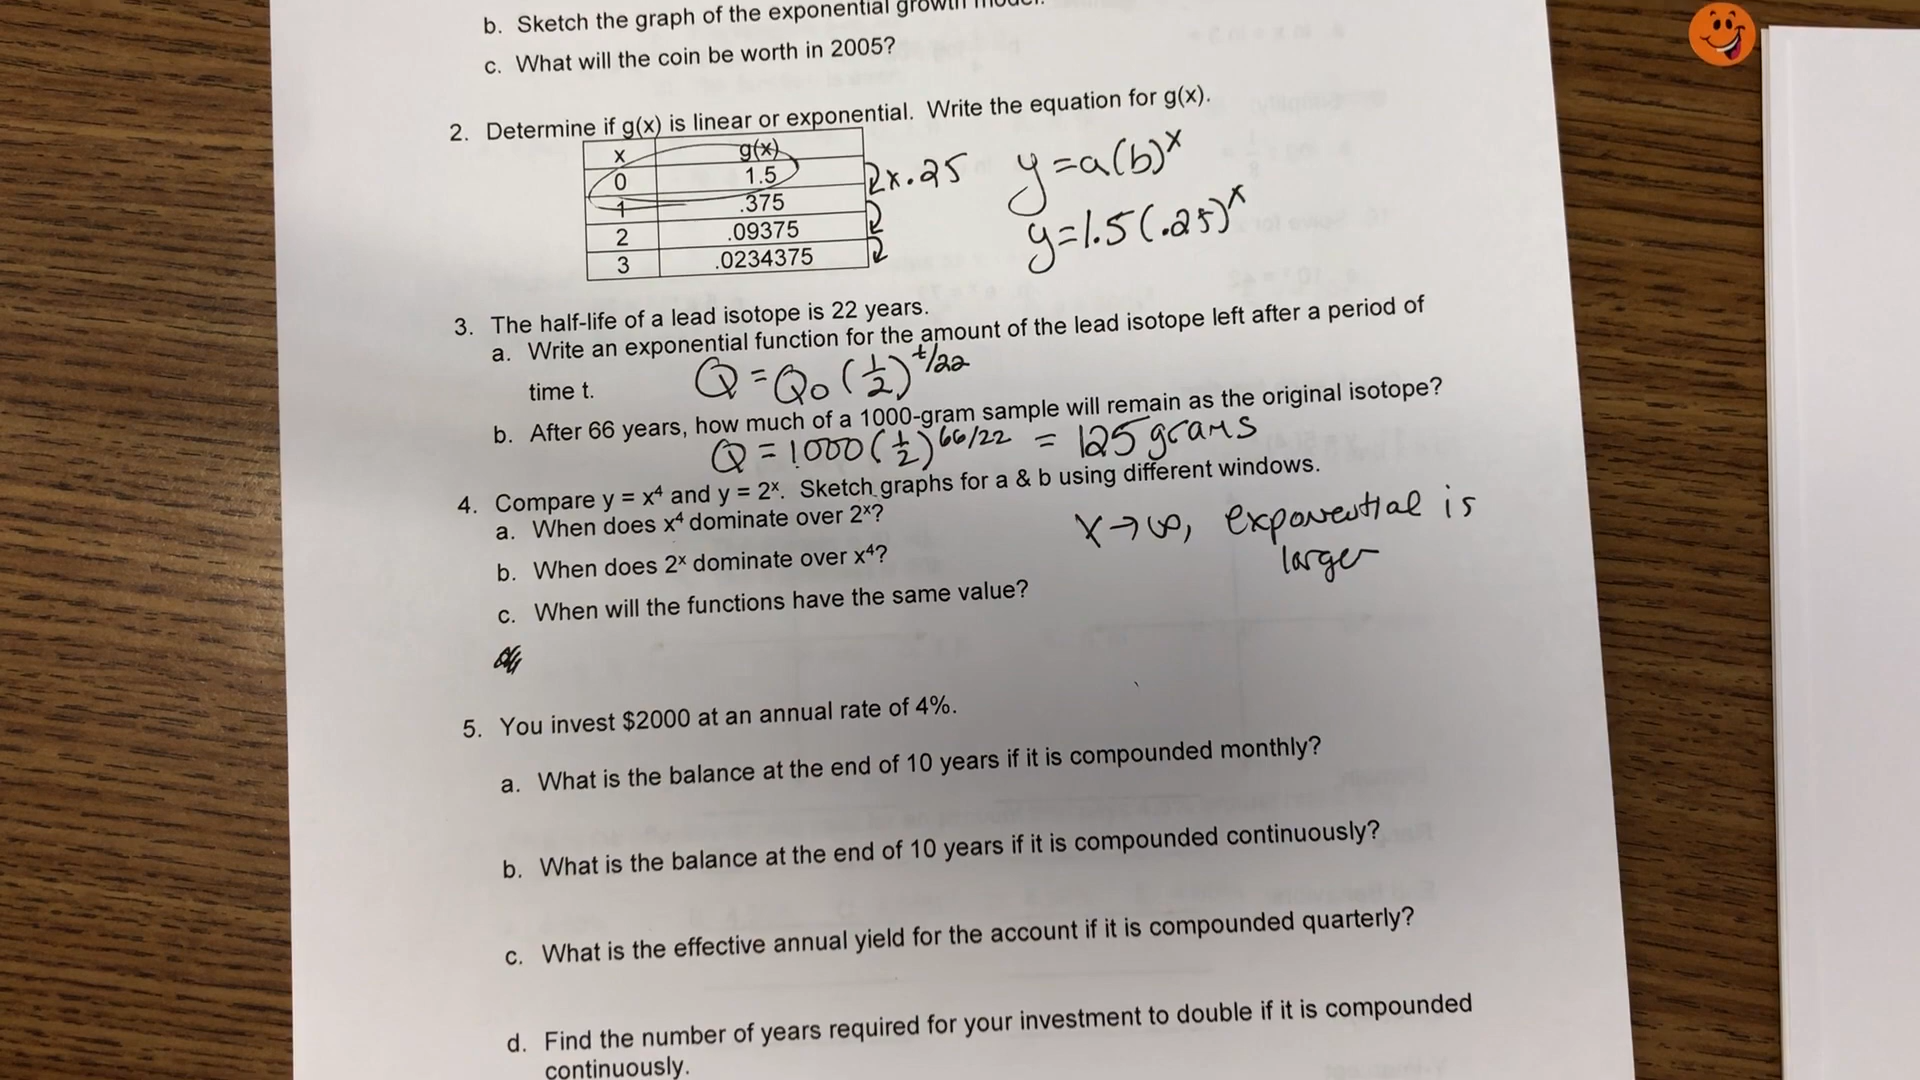 b. Sketch the graph of the exponential growth model.
c. What will the coin be worth in 2005?
2. Determine if g(x) is linear or exponential. Write the equation for g(x).
x g(x)
0 1.5
1 .375
2 .09375
3 .0234375
x.25
y=a(b)^x
y=1.5(.25)^x
3. The half-life of a lead isotope is 22 years.
a. Write an exponential function for the amount of the lead isotope left after a period of
time t.
Q=Q0(1/2)^t/22
b. After 66 years, how much of a 1000-gram sample will remain as the original isotope?
Q=1000(1/2)^66/22 = 125 grams
4. Compare y = x⁴ and y = 2ˣ. Sketch graphs for a & b using different windows.
a. When does x⁴ dominate over 2ˣ?
x→∞, exponential is
larger
b. When does 2ˣ dominate over x⁴?
c. When will the functions have the same value?
5. You invest $2000 at an annual rate of 4%.
a. What is the balance at the end of 10 years if it is compounded monthly?
b. What is the balance at the end of 10 years if it is compounded continuously?
c. What is the effective annual yield for the account if it is compounded quarterly?
d. Find the number of years required for your investment to double if it is compounded
continuously.